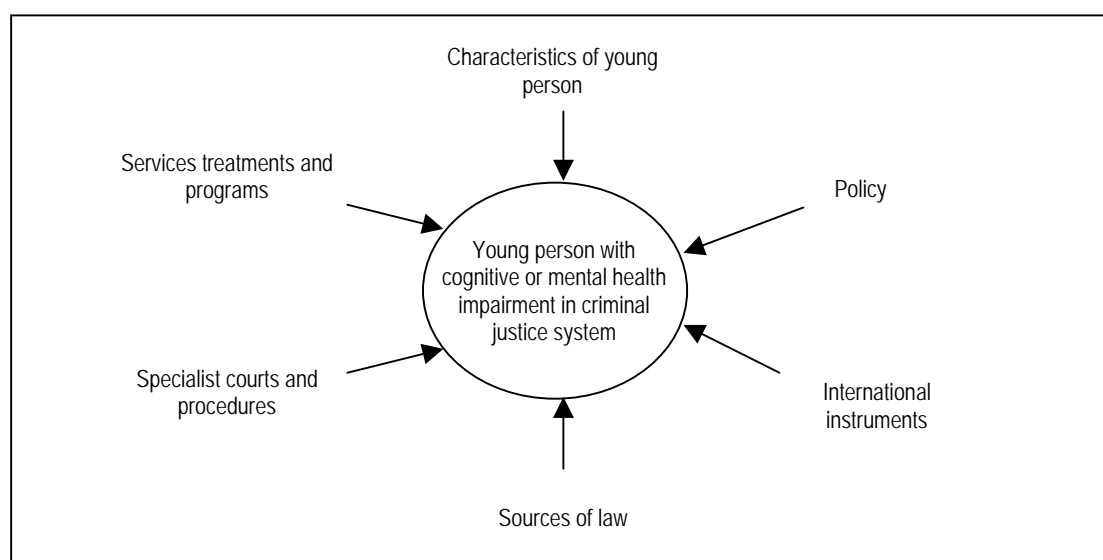 Characteristics of young
person
Services treatments and
programs
Policy
Young person with
cognitive or mental health
impairment in criminal
justice system
Specialist courts and
procedures
International
instruments
Sources of law